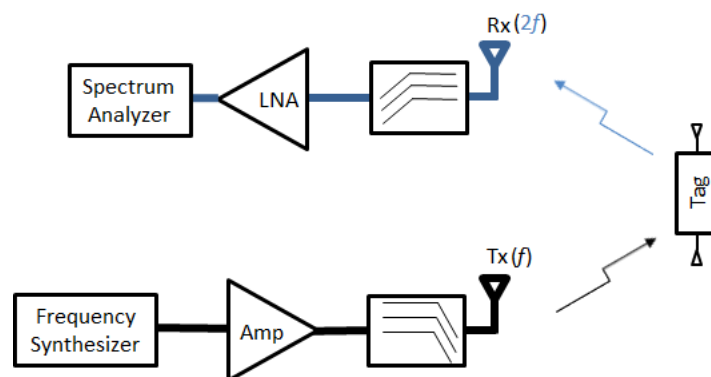 Rx(2f)
Spectrum
Analyzer
LNA
Tag
Tx(f)
Frequency
Synthesizer
Amp